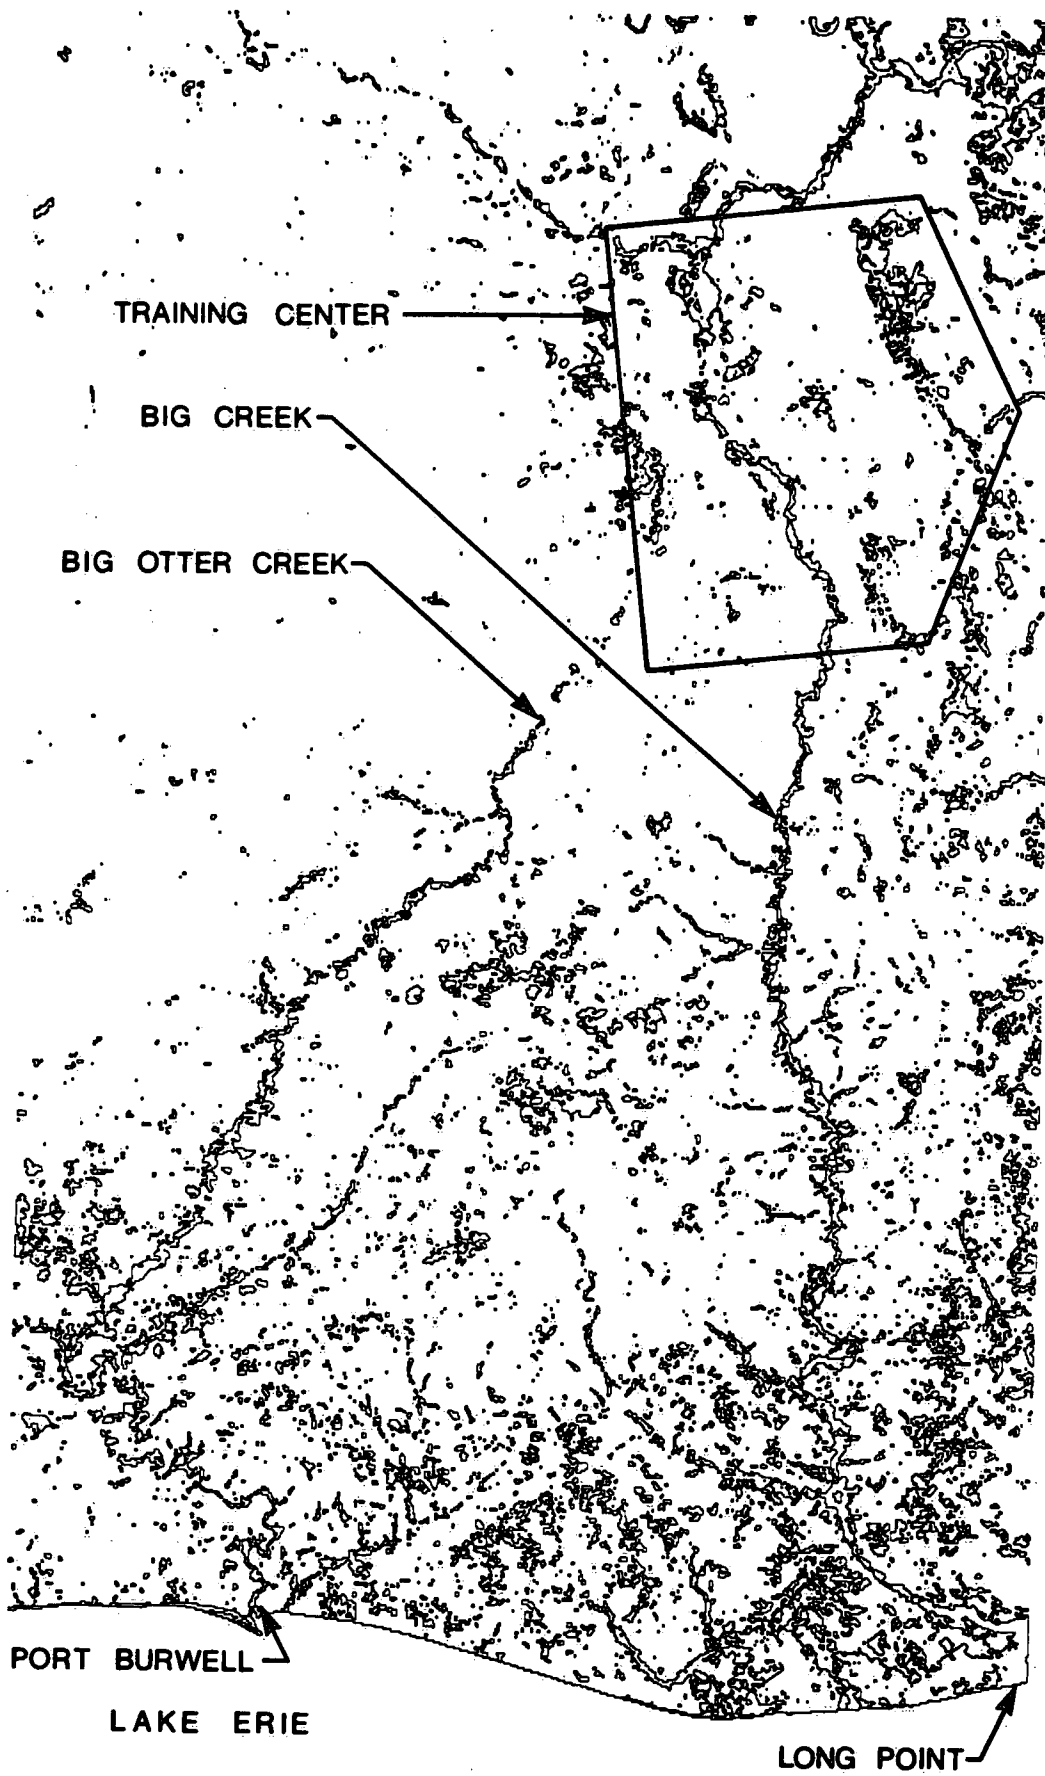 TRAINING CENTER
BIG CREEK
BIG OTTER CREEK
PORT BURWELL
LAKE ERIE
LONG POINT